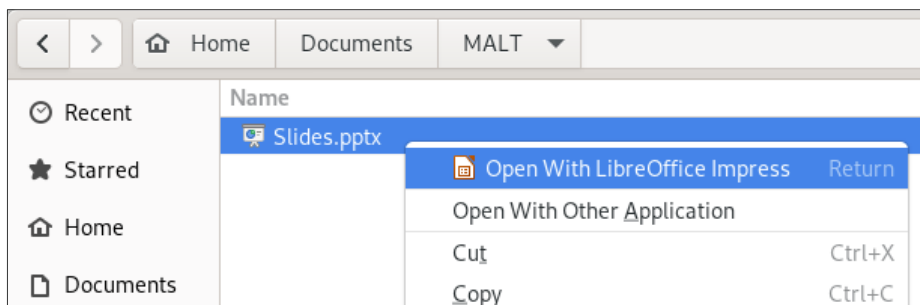 Home Documents MALT
Name
Recent
Slides.pptx
Starred
Open With LibreOffice Impress Return
Open With Other Application
Home
Cut Ctrl+X
Documents
Copy Ctrl+C